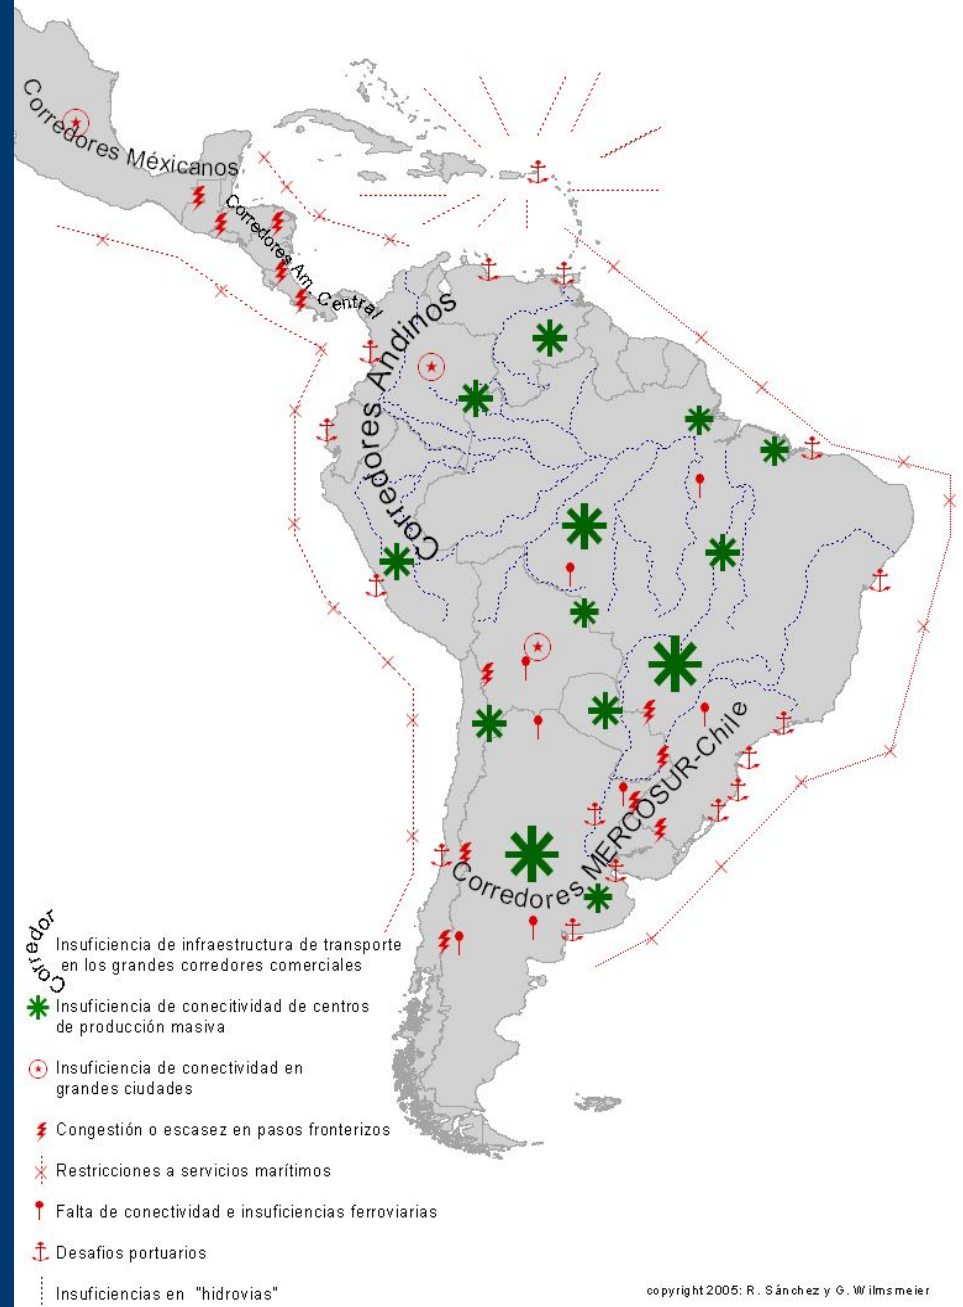 Corredores Méxicanos
Corredores Am. Central
Corredores Andinos
Corredores MERCOSUR-Chile
Corredor
Insuficiencia de infraestructura de transporte
en los grandes corredores comerciales
Insuficiencia de conecitividad de centros
de producción masiva
Insuficiencia de conectividad en
grandes ciudades
Congestión o escasez en pasos fronterizos
Restricciones a servicios marítimos
Falta de conectividad e insuficiencias ferroviarias
Desafios portuarios
Insuficiencias en "hidrovias"
copyright 2005: R. Sánchez y G. Wilmsmeier